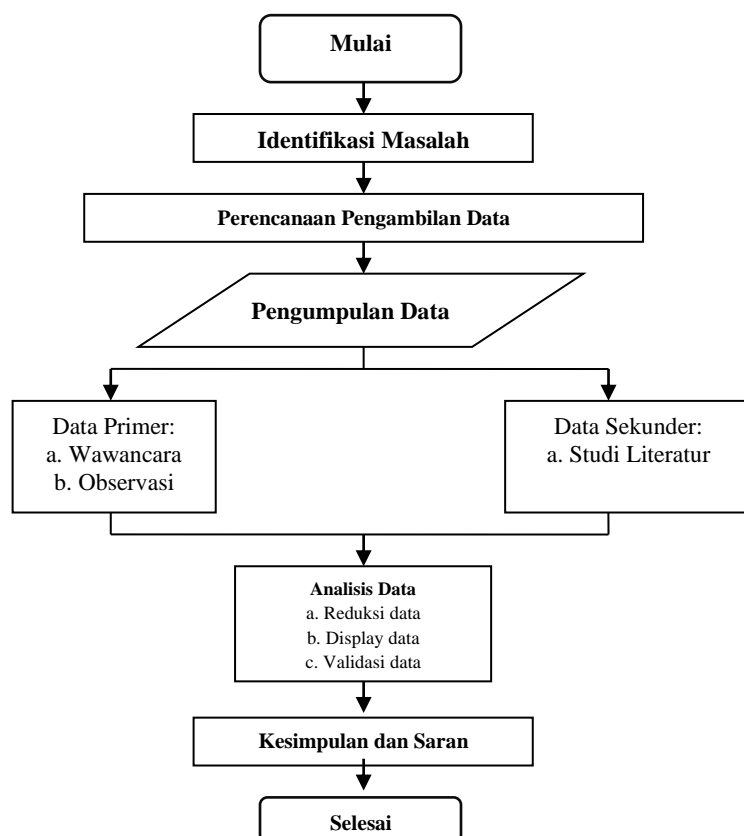 Mulai
Identifikasi Masalah
Perencanaan Pengambilan Data
Pengumpulan Data
Data Primer:
a. Wawancara
b. Observasi
Data Sekunder:
a. Studi Literatur
Analisis Data
a. Reduksi data
b. Display data
c. Validasi data
Kesimpulan dan Saran
Selesai